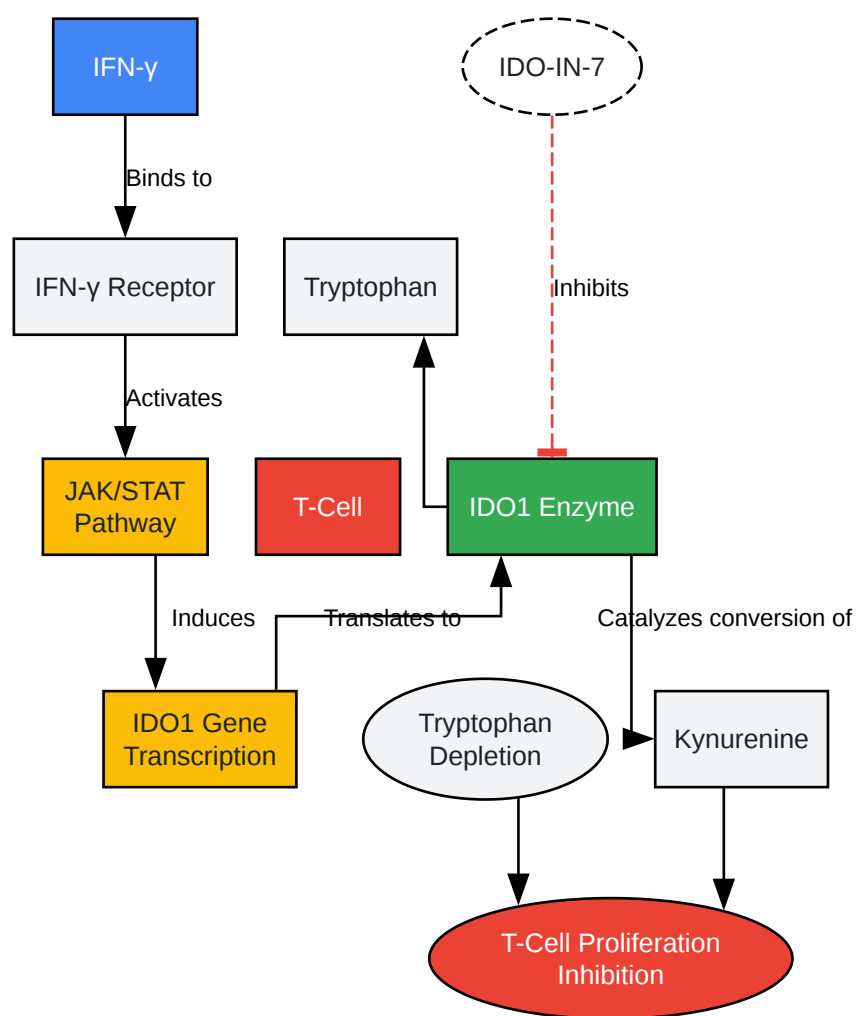 IFN-γ
IDO-IN-7
Binds to
IFN-γ Receptor
Tryptophan
Inhibits
Activates
JAK/STAT
Pathway
T-Cell
IDO1 Enzyme
Induces
Translates to
Catalyzes conversion of
IDO1 Gene
Transcription
Tryptophan
Depletion
Kynurenine
T-Cell Proliferation
Inhibition